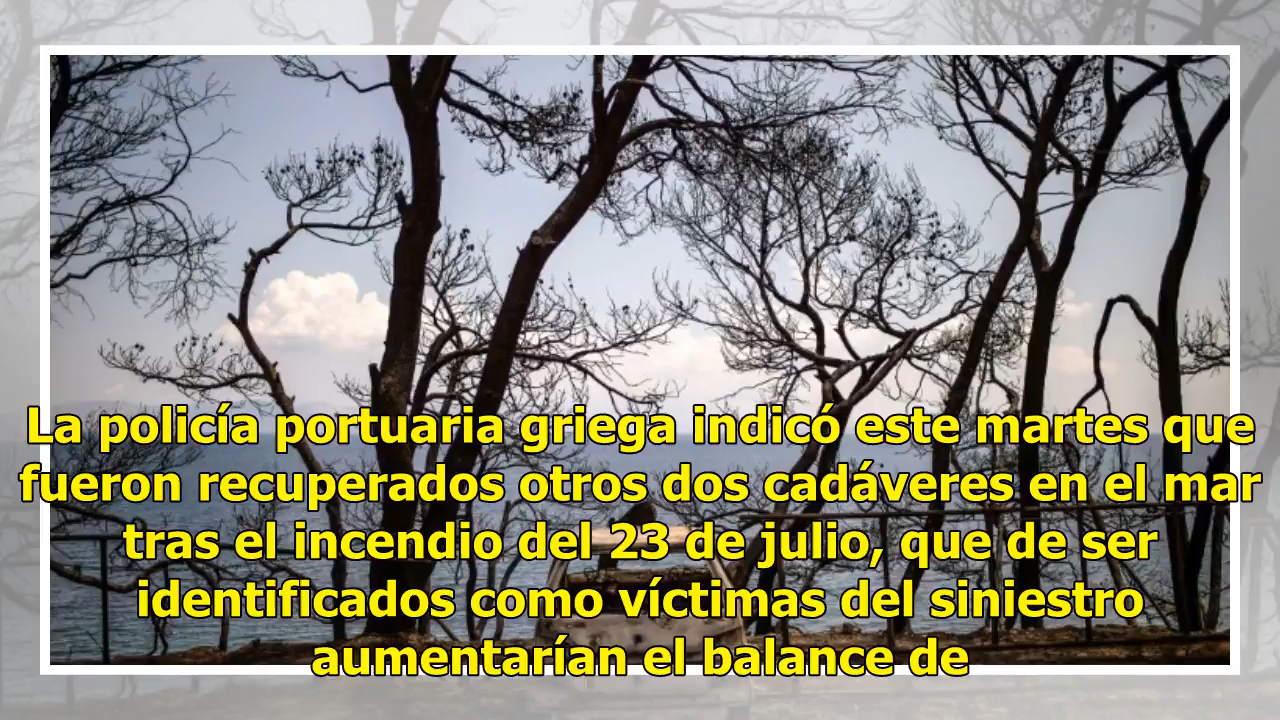 La policía portuaria griega indicó este martes que
fueron recuperados otros dos cadáveres en el mar
tras el incendio del 23 de julio, que de ser
identificados como víctimas del siniestro
aumentarían el balance de